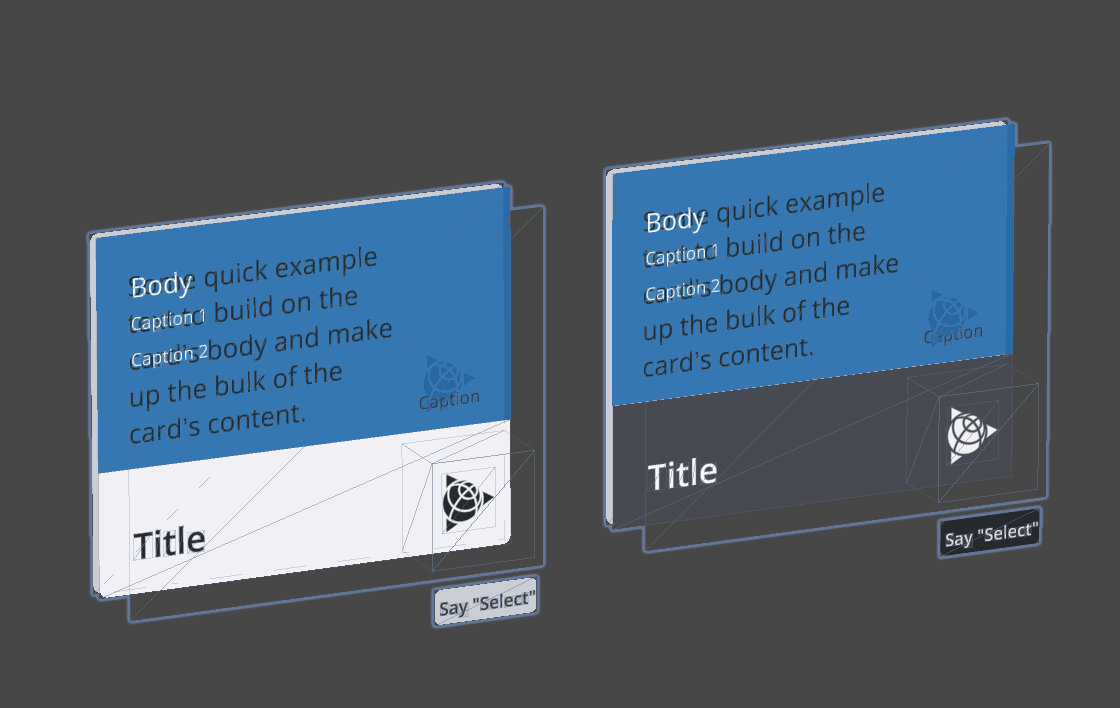 Body
Caption 1
Caption 2
Some quick example
text to build on the
card's body and make
up the bulk of the
card's content.
Caption
Title
Say "Select"
Body
Caption 1
Caption 2
Some quick example
text to build on the
card's body and make
up the bulk of the
card's content.
Caption
Title
Say "Select"